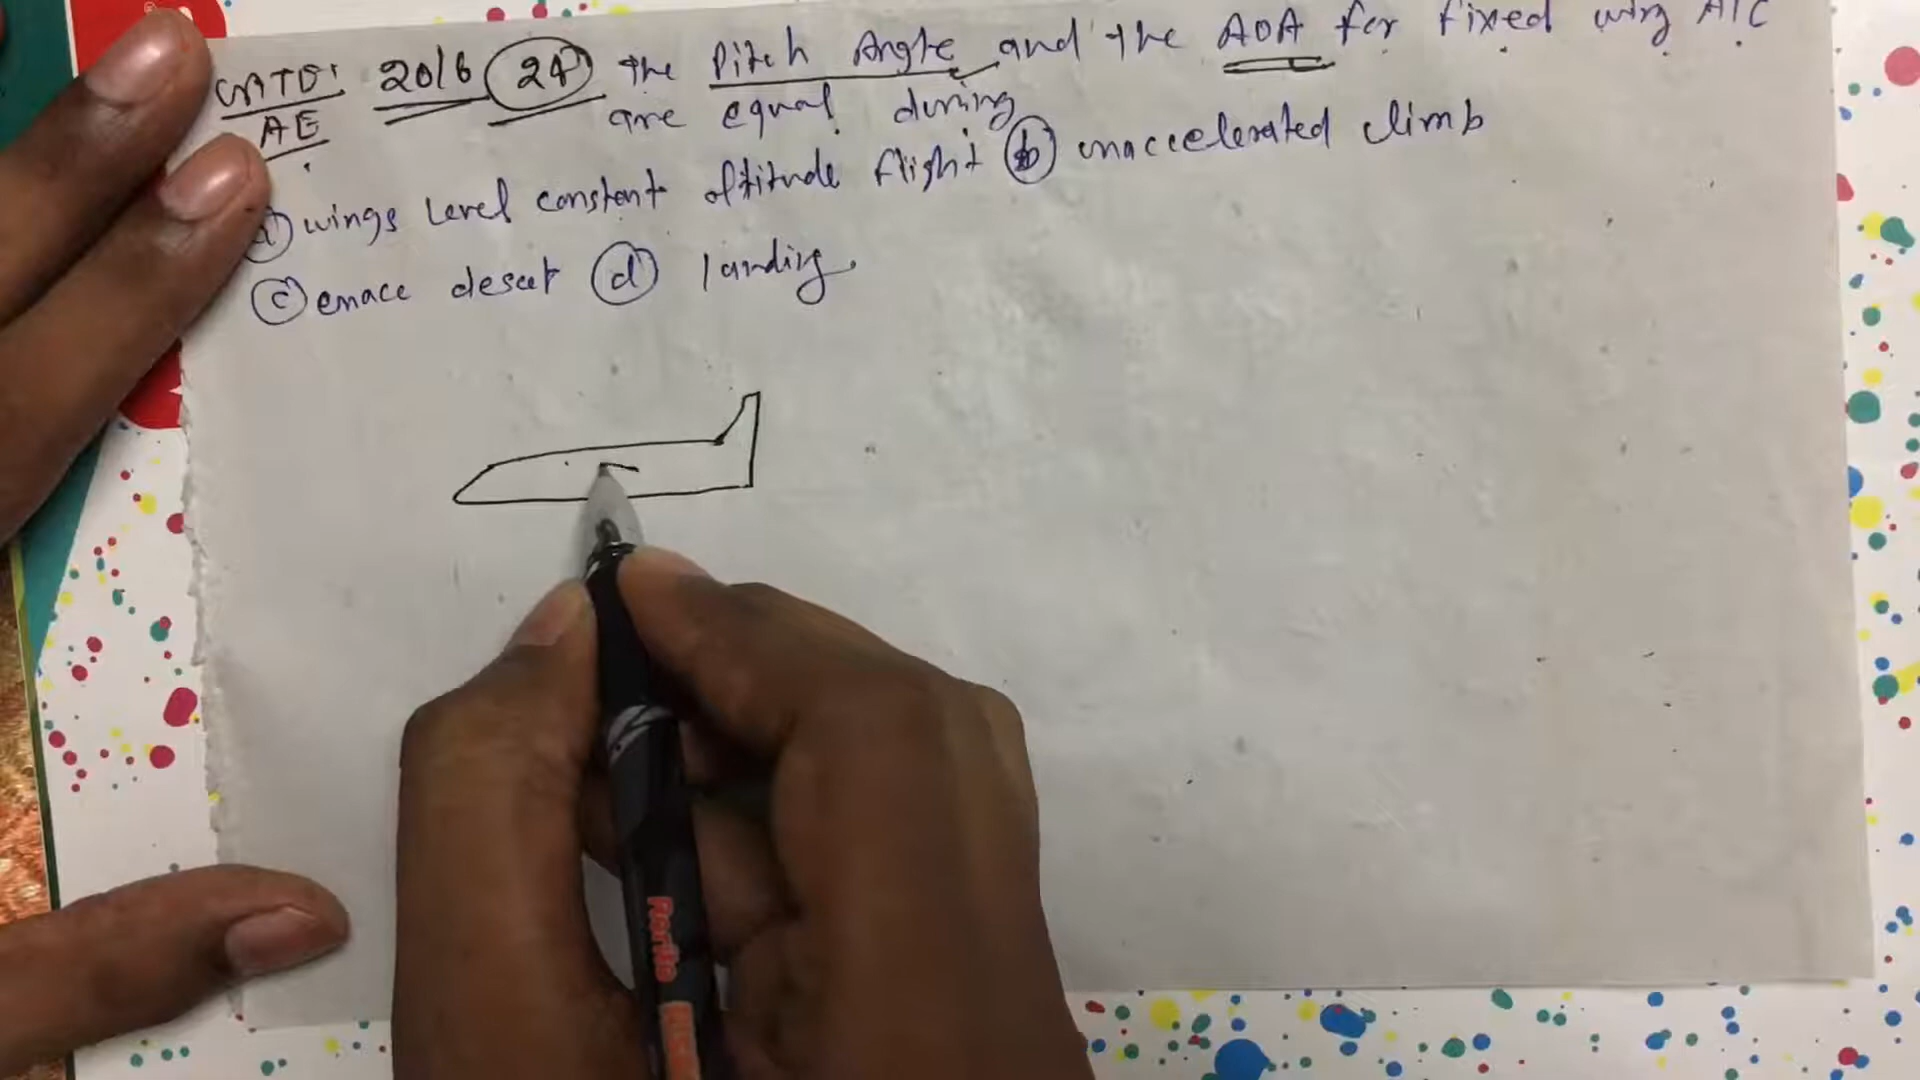 GATE 2016 24 The Pitch Angle and the AOA for fixed wing A/C
AE are equal during
a wings Level constant altitude flight b unaccelerated climb
c unacc descet d landing.